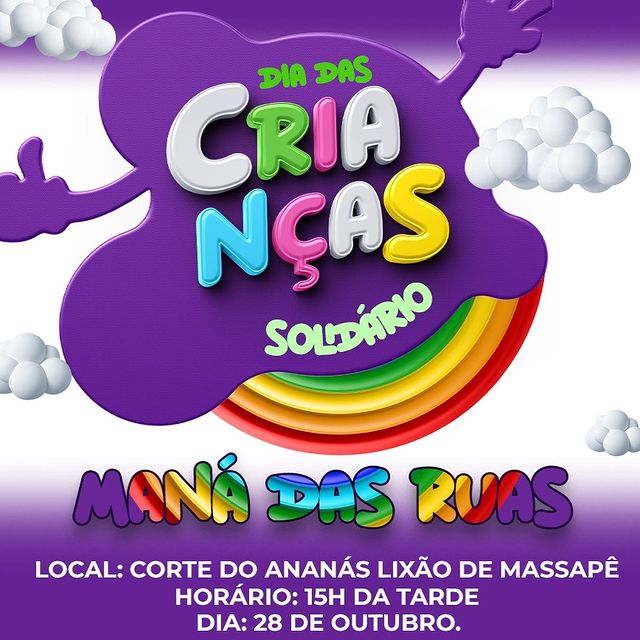 DIA DAS
CRIA
NÇAS
SOLIDÁRIO
MANÁ DAS RUAS
LOCAL: CORTE DO ANANÁS LIXÃO DE MASSAPÊ
HORÁRIO: 15H DA TARDE
DIA: 28 DE OUTUBRO.